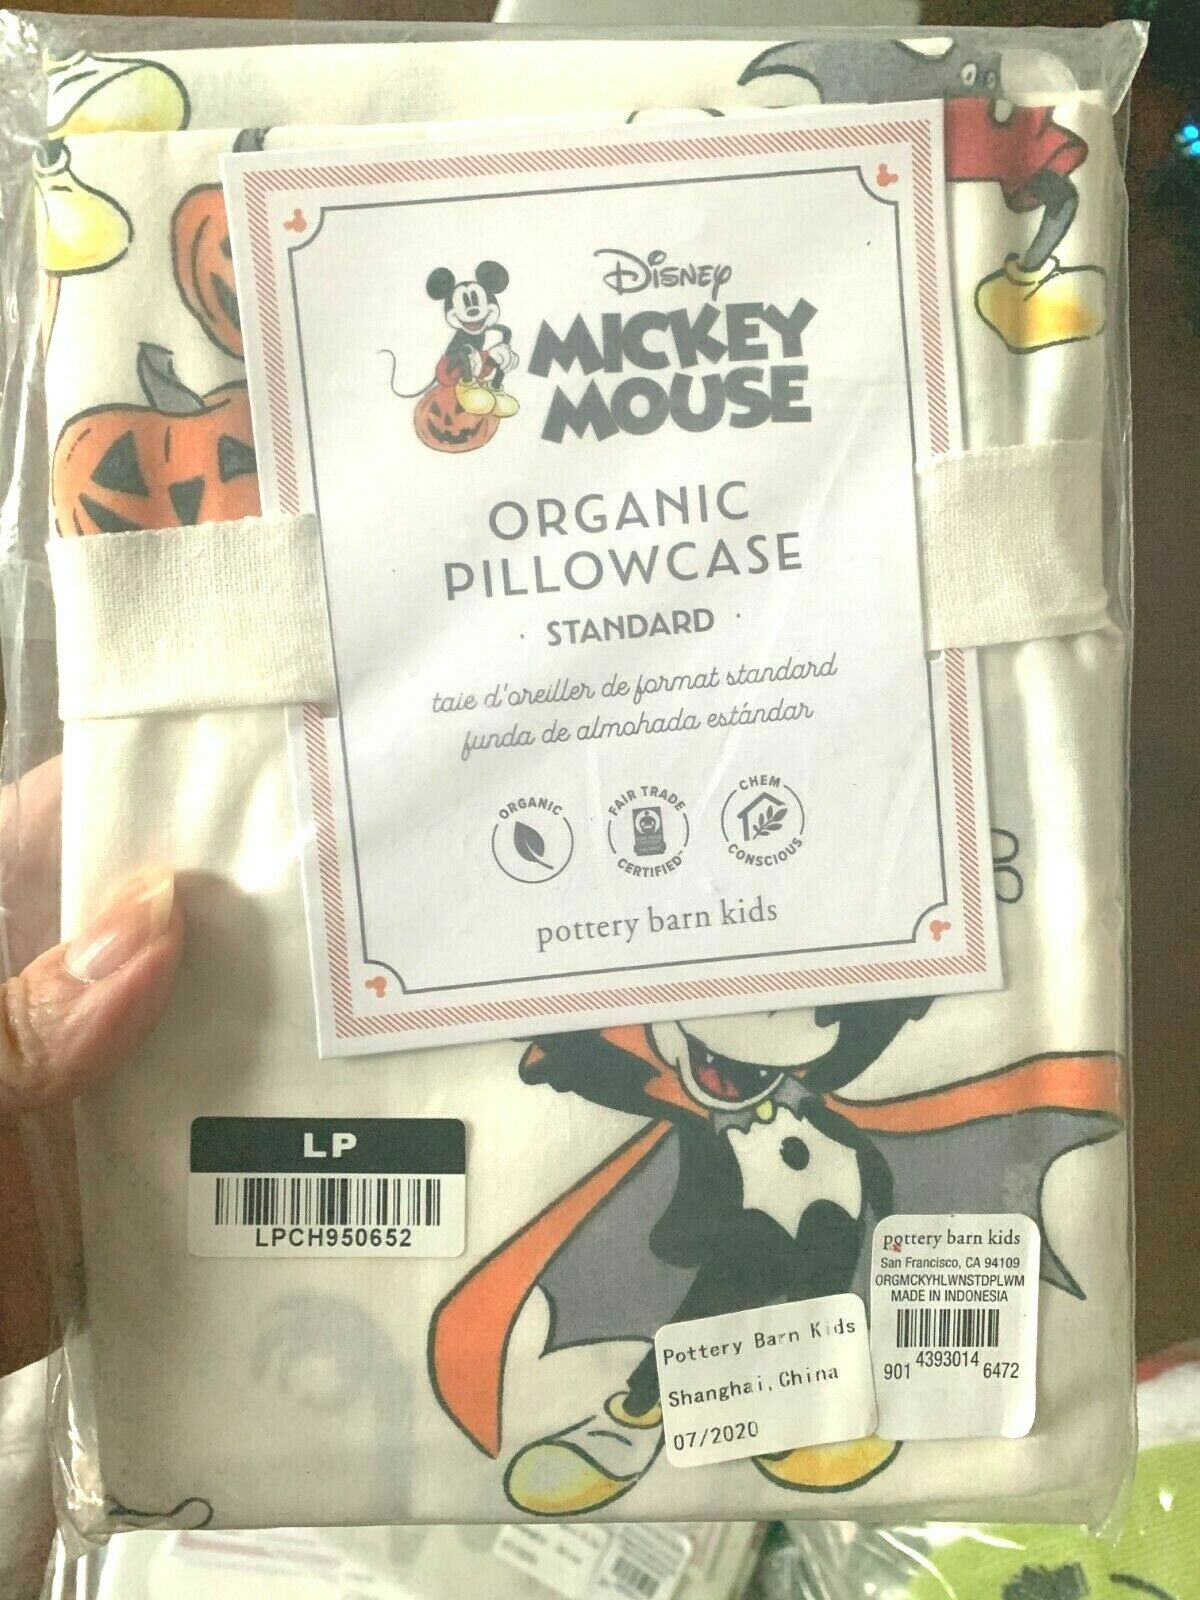 Disney
MICKEY
MOUSE
ORGANIC
PILLOWCASE
· STANDARD ·
taie d'oreiller de format standard
funda de almohada estándar
ORGANIC
FAIR TRADE
CERTIFIED™
CHEM
CONSCIOUS
pottery barn kids
LP
LPCH950652
Pottery Barn Kids
Shanghai, China
07/2020
pottery barn kids
San Francisco, CA 94109
ORGMCKYHLWNSTDPLWM
MADE IN INDONESIA
901 4393014 6472